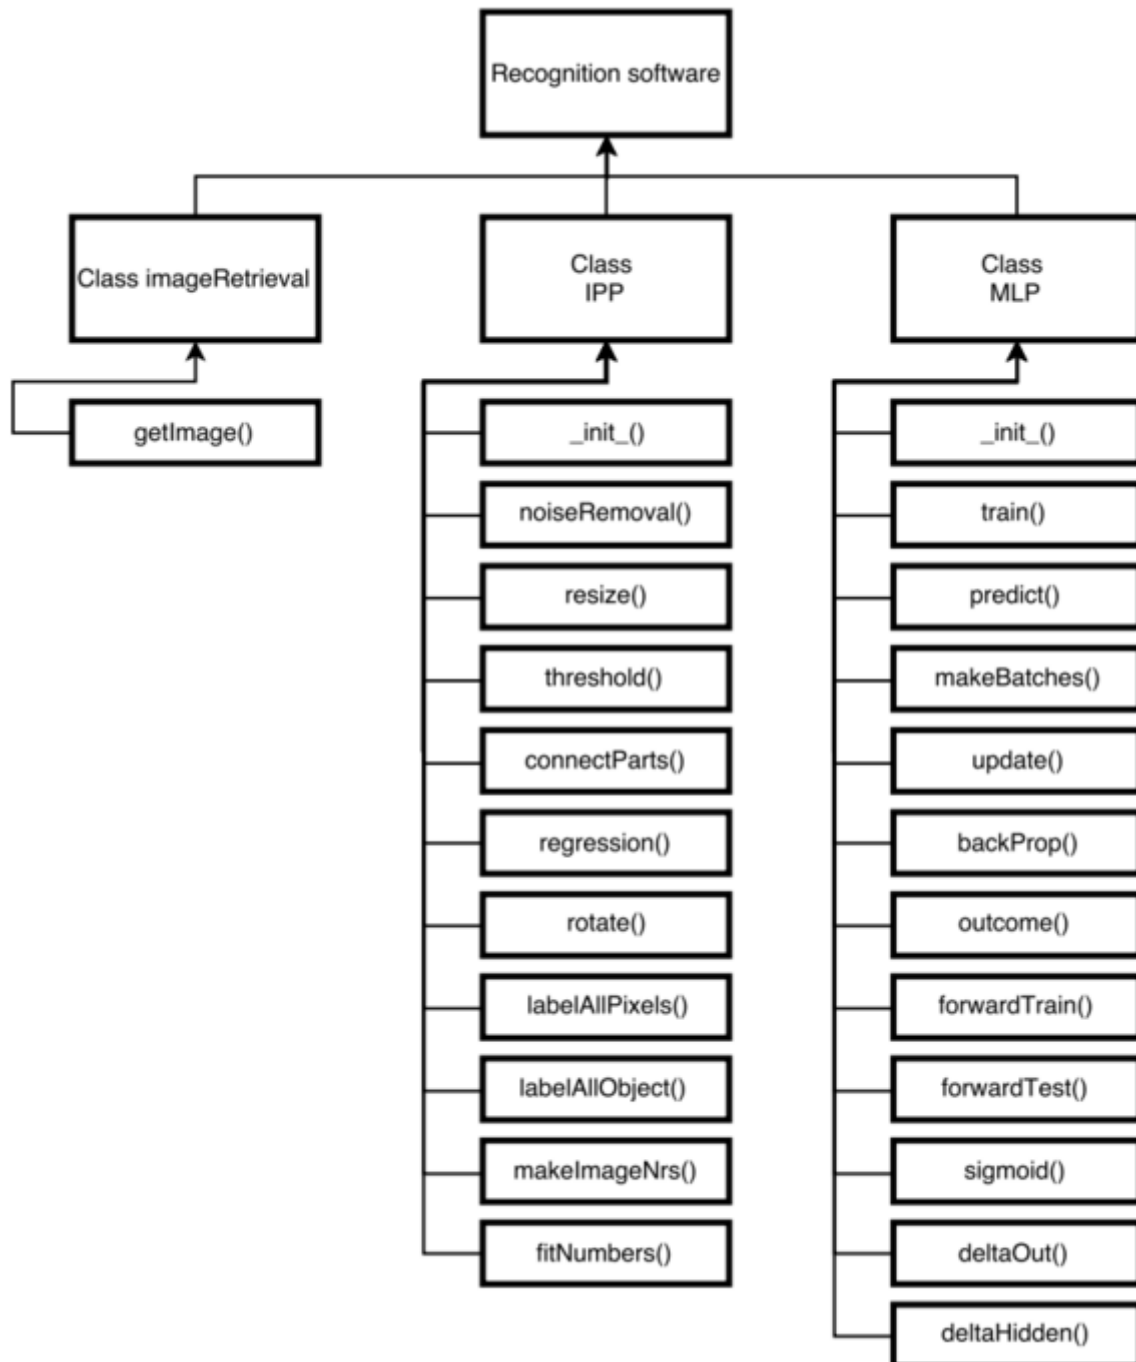 Recognition software
Class imageRetrieval
getImage()
Class
IPP
_init_()
noiseRemoval()
resize()
threshold()
connectParts()
regression()
rotate()
labelAllPixels()
labelAllObject()
makeImageNrs()
fitNumbers()
Class
MLP
_init_()
train()
predict()
makeBatches()
update()
backProp()
outcome()
forwardTrain()
forwardTest()
sigmoid()
deltaOut()
deltaHidden()